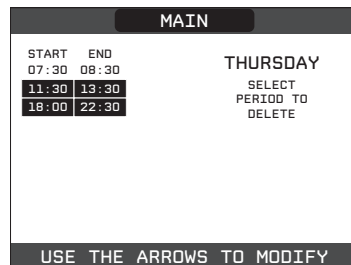 MAIN
START END
07:30 08:30
11:30 13:30
18:00 22:30
THURSDAY
SELECT
PERIOD TO
DELETE
USE THE ARROWS TO MODIFY